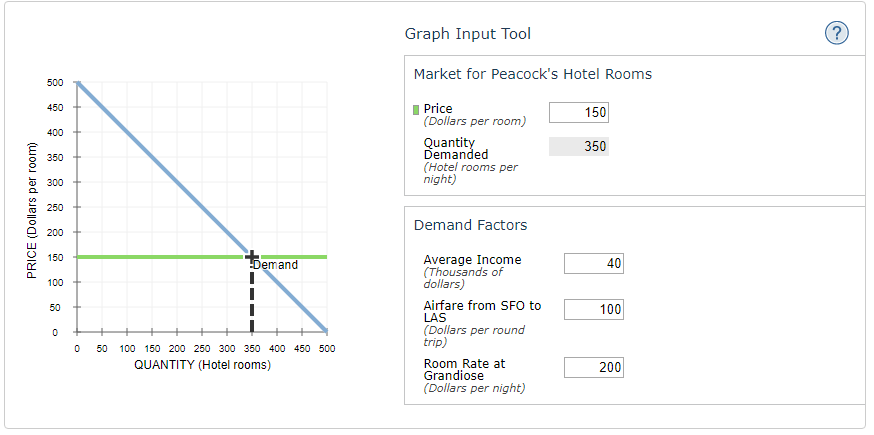 Graph Input Tool
?
Market for Peacock's Hotel Rooms
Price
(Dollars per room)
150
Quantity
Demanded
(Hotel rooms per
night)
350
Demand Factors
Average Income
(Thousands of
dollars)
40
Airfare from SFO to
LAS
(Dollars per round
trip)
100
Room Rate at
Grandiose
(Dollars per night)
200
PRICE (Dollars per room)
500
450
400
350
300
250
200
150
100
50
0
Demand
0 50 100 150 200 250 300 350 400 450 500
QUANTITY (Hotel rooms)